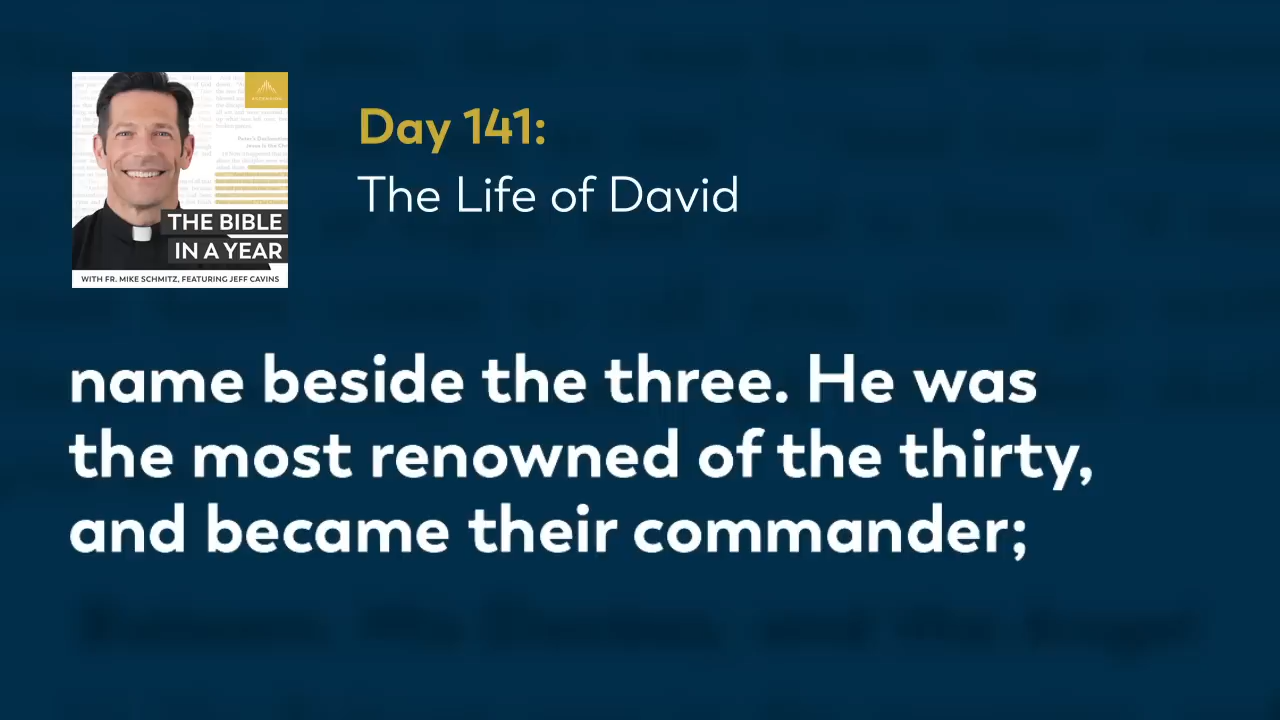 Day 141:
The Life of David
THE BIBLE
IN A YEAR
WITH FR. MIKE SCHMITZ, FEATURING JEFF CAVINS
name beside the three. He was
the most renowned of the thirty,
and became their commander;